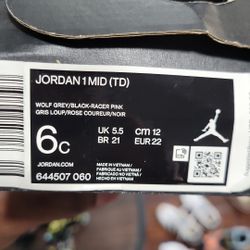 JORDAN 1 MID (TD)
WOLF GREY/BLACK-RACER PINK
GRIS LOUP/ROSE COUREUR/NOIR
6C
UK 5.5 CM 12
BR 21 EUR 22
JORDAN.COM
644507 060
MADE IN VIETNAM